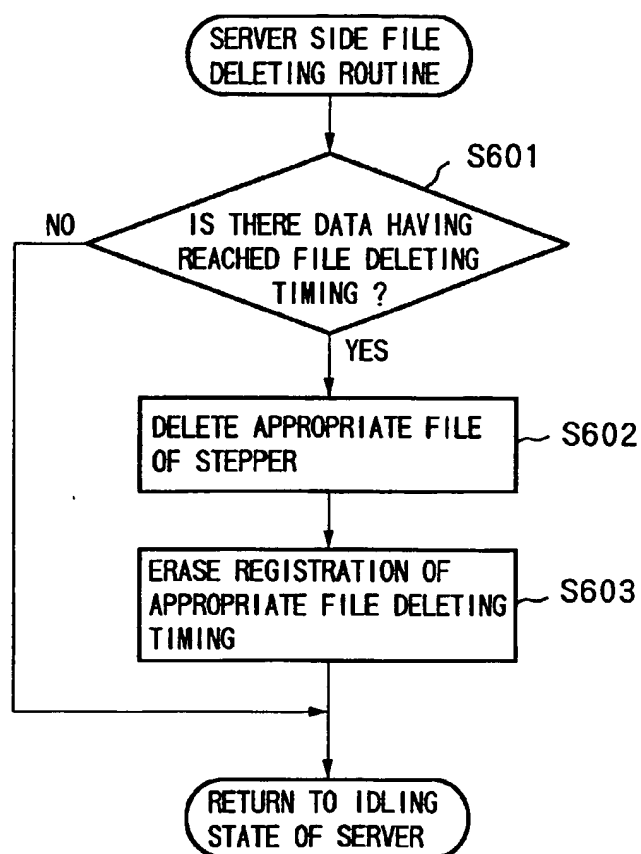 SERVER SIDE FILE
DELETING ROUTINE
S601
NO
IS THERE DATA HAVING
REACHED FILE DELETING
TIMING ?
YES
DELETE APPROPRIATE FILE
OF STEPPER
S602
ERASE REGISTRATION OF
APPROPRIATE FILE DELETING
TIMING
S603
RETURN TO IDLING
STATE OF SERVER